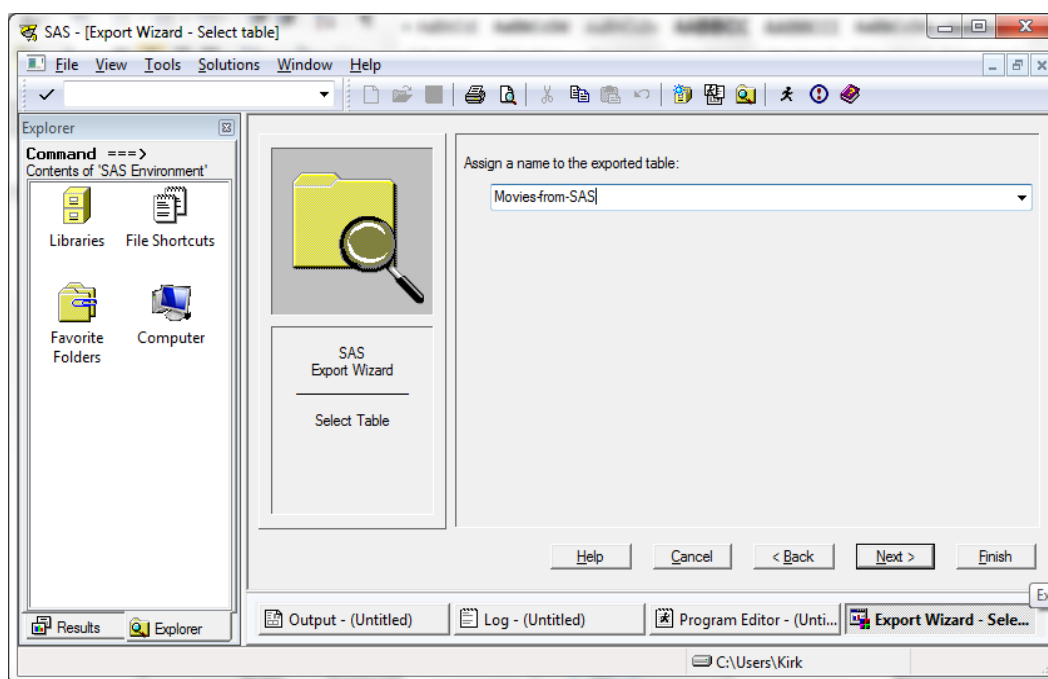 SAS - [Export Wizard - Select table]
File View Tools Solutions Window Help
Explorer
Command ===>
Contents of 'SAS Environment'
Libraries
File Shortcuts
Favorite Folders
Computer
Results
Explorer
SAS
Export Wizard
Select Table
Assign a name to the exported table:
Movies-from-SAS
Help
Cancel
< Back
Next >
Finish
Ex
Output - (Untitled)
Log - (Untitled)
Program Editor - (Unti...
Export Wizard - Sele...
C:\Users\Kirk